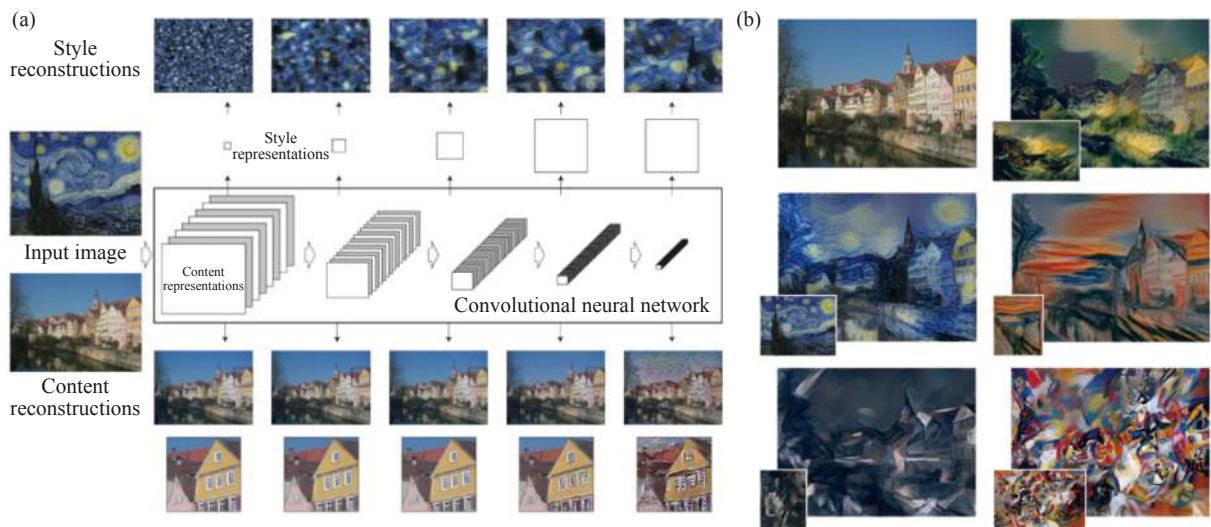 (a)
(b)
Style
reconstructions
Style
representations
Input image
Content
representations
Convolutional neural network
Content
reconstructions